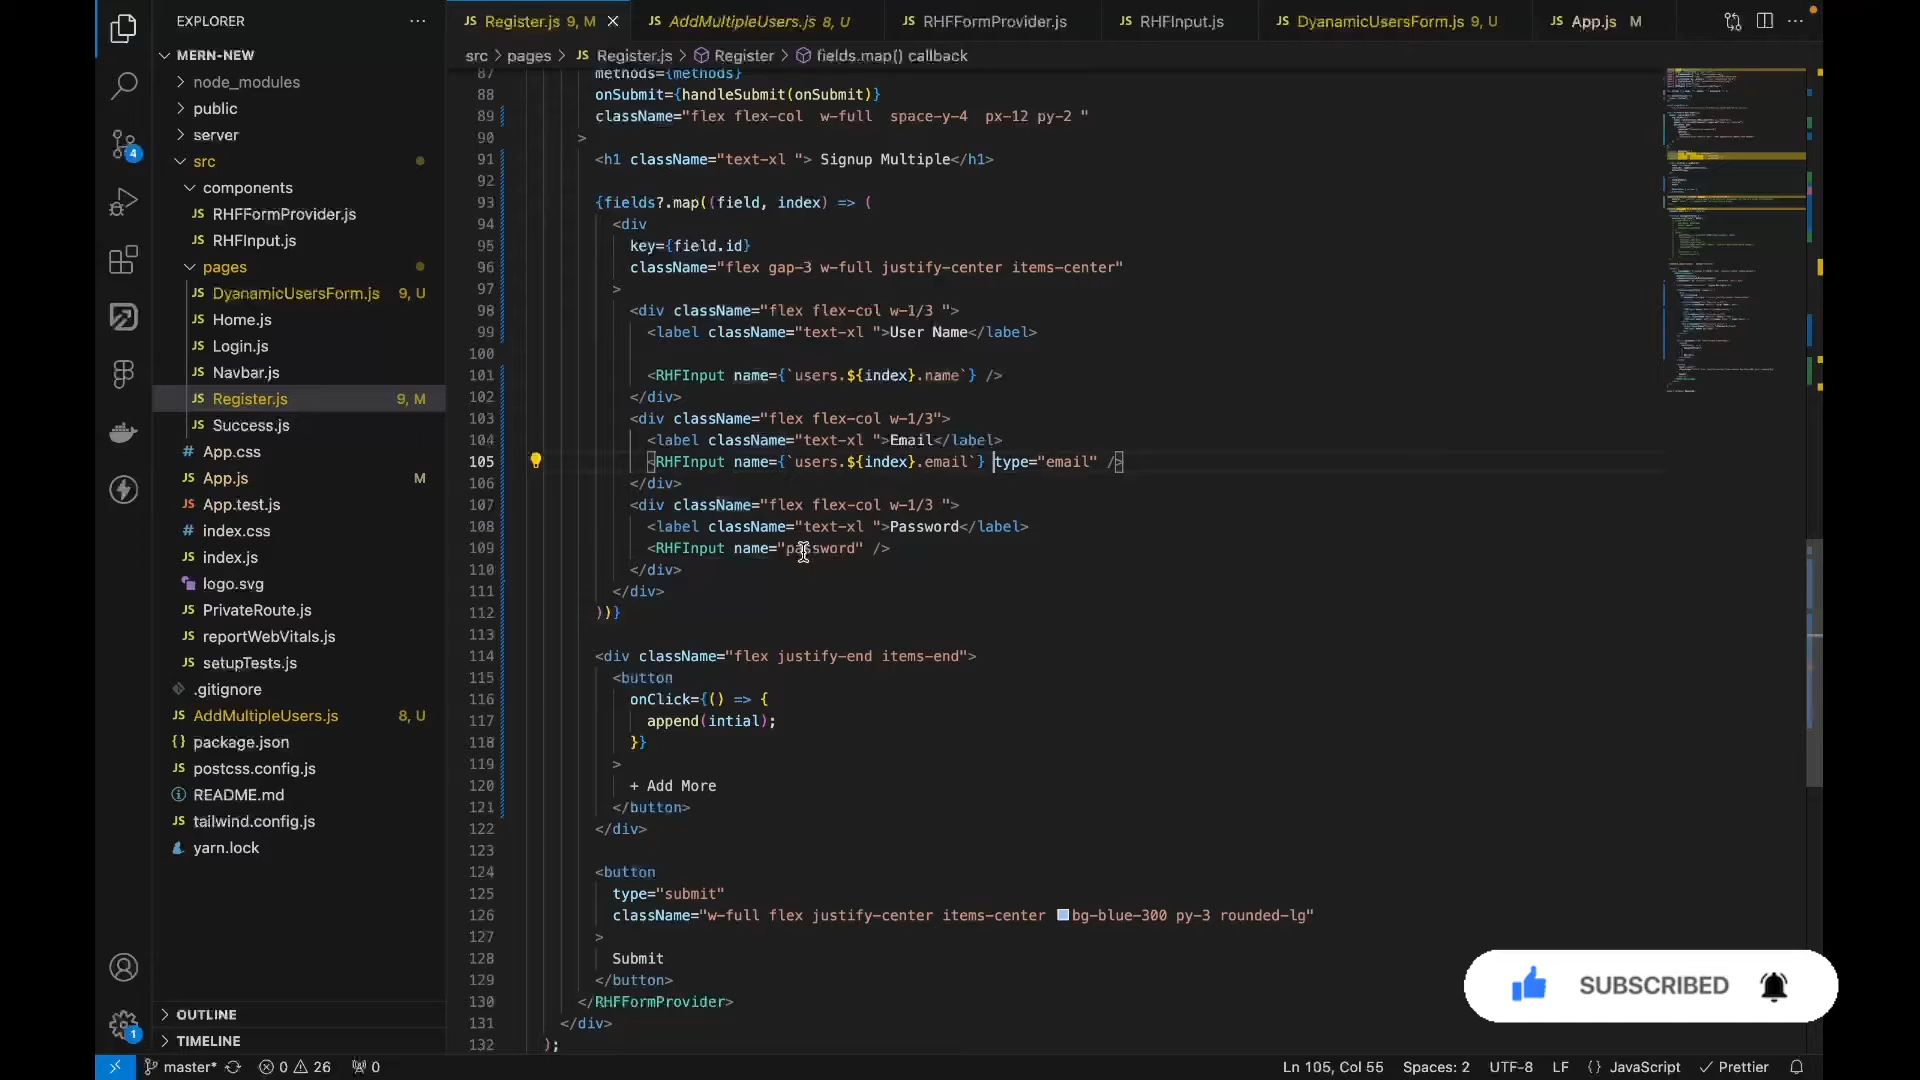 EXPLORER
MERN-NEW
node_modules
public
server
src
components
RHFFormProvider.js
RHFInput.js
pages
DyanamicUsersForm.js 9, U
Home.js
Login.js
Navbar.js
Register.js 9, M
Success.js
App.css
App.js M
App.test.js
index.css
index.js
logo.svg
PrivateRoute.js
reportWebVitals.js
setupTests.js
.gitignore
AddMultipleUsers.js 8, U
package.json
postcss.config.js
README.md
tailwind.config.js
yarn.lock
OUTLINE
TIMELINE
4
1
Register.js 9, M
AddMultipleUsers.js 8, U
RHFFormProvider.js
RHFInput.js
DyanamicUsersForm.js 9, U
App.js M
src > pages > JS Register.js > Register > fields.map() callback
87 methods={methods}
88 onSubmit={handleSubmit(onSubmit)}
89 className="flex flex-col  w-full  space-y-4  px-12 py-2 "
90 >
91 <h1 className="text-xl "> Signup Multiple</h1>
92
93 {fields?.map((field, index) => (
94 <div
95 key={field.id}
96 className="flex gap-3 w-full justify-center items-center"
97 >
98 <div className="flex flex-col w-1/3 ">
99 <label className="text-xl ">User Name</label>
100
101 <RHFInput name={`users.${index}.name`} />
102 </div>
103 <div className="flex flex-col w-1/3">
104 <label className="text-xl ">Email</label>
105 <RHFInput name={`users.${index}.email`} type="email" />
106 </div>
107 <div className="flex flex-col w-1/3 ">
108 <label className="text-xl ">Password</label>
109 <RHFInput name="password" />
110 </div>
111 </div>
112 ))}
113
114 <div className="flex justify-end items-end">
115 <button
116 onClick={() => {
117 append(intial);
118 }}
119 >
120 + Add More
121 </button>
122 </div>
123
124 <button
125 type="submit"
126 className="w-full flex justify-center items-center bg-blue-300 py-3 rounded-lg"
127 >
128 Submit
129 </button>
130 </RHFFormProvider>
131 </div>
132 );
SUBSCRIBED
master* 0 26 0 Ln 105, Col 55 Spaces: 2 UTF-8 LF {} JavaScript Prettier